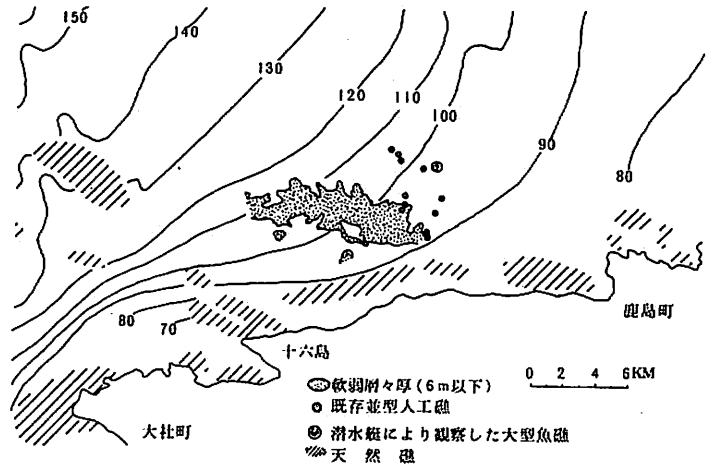 150
140
130
120
110
100
90
80
80
70
鹿島町
十六島
大社町
0 2 4 6KM
軟弱層々厚(6m以下)
既存並型人工礁
潜水艇により観察した大型魚礁
天然礁